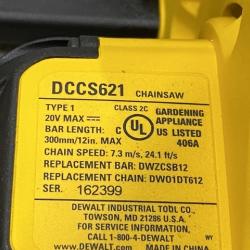 DCCS621 CHAINSAW
TYPE 1 CLASS 2C GARDENING
20V MAX APPLIANCE
BAR LENGTH: C UL US LISTED
300mm/12in. MAX 406A
CHAIN SPEED: 7.3 m/s, 24.1 ft/s
REPLACEMENT BAR: DWZCSB12
REPLACEMENT CHAIN: DWO1DT612
SER. 162399
DEWALT INDUSTRIAL TOOL CO.,
TOWSON, MD 21286 U.S.A.
FOR SERVICE INFORMATION,
CALL 1-800-4-DEWALT
www.DEWALT.com MADE IN CHINA